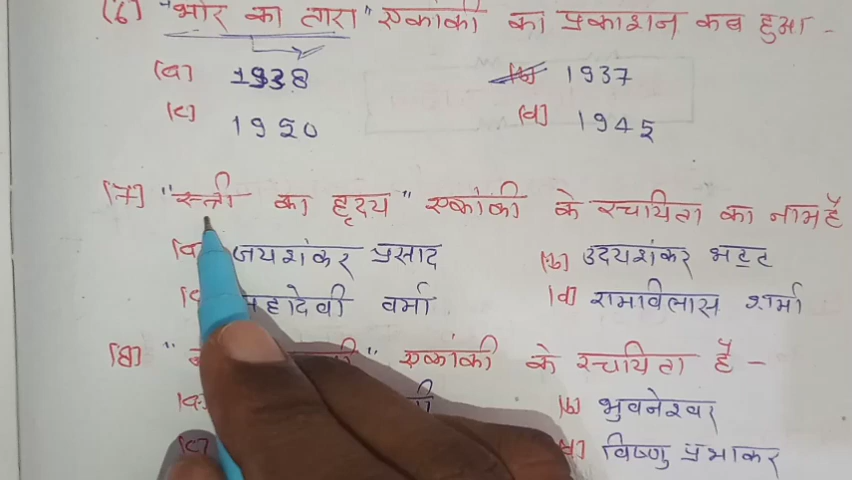 (6) "भोर का तारा" एकांकी का प्रकाशन कब हुआ -
(a) 1938 (b) 1937
(c) 1950 (d) 1945
(7) "स्त्री का हृदय" एकांकी के रचयिता का नाम है
(a) जयशंकर प्रसाद (b) उदयशंकर भट्ट
महादेवी वर्मा (d) रामविलास शर्मा
(8) " " एकांकी के रचयिता है -
(b) भुवनेश्वर
(c) (d) विष्णु प्रभाकर